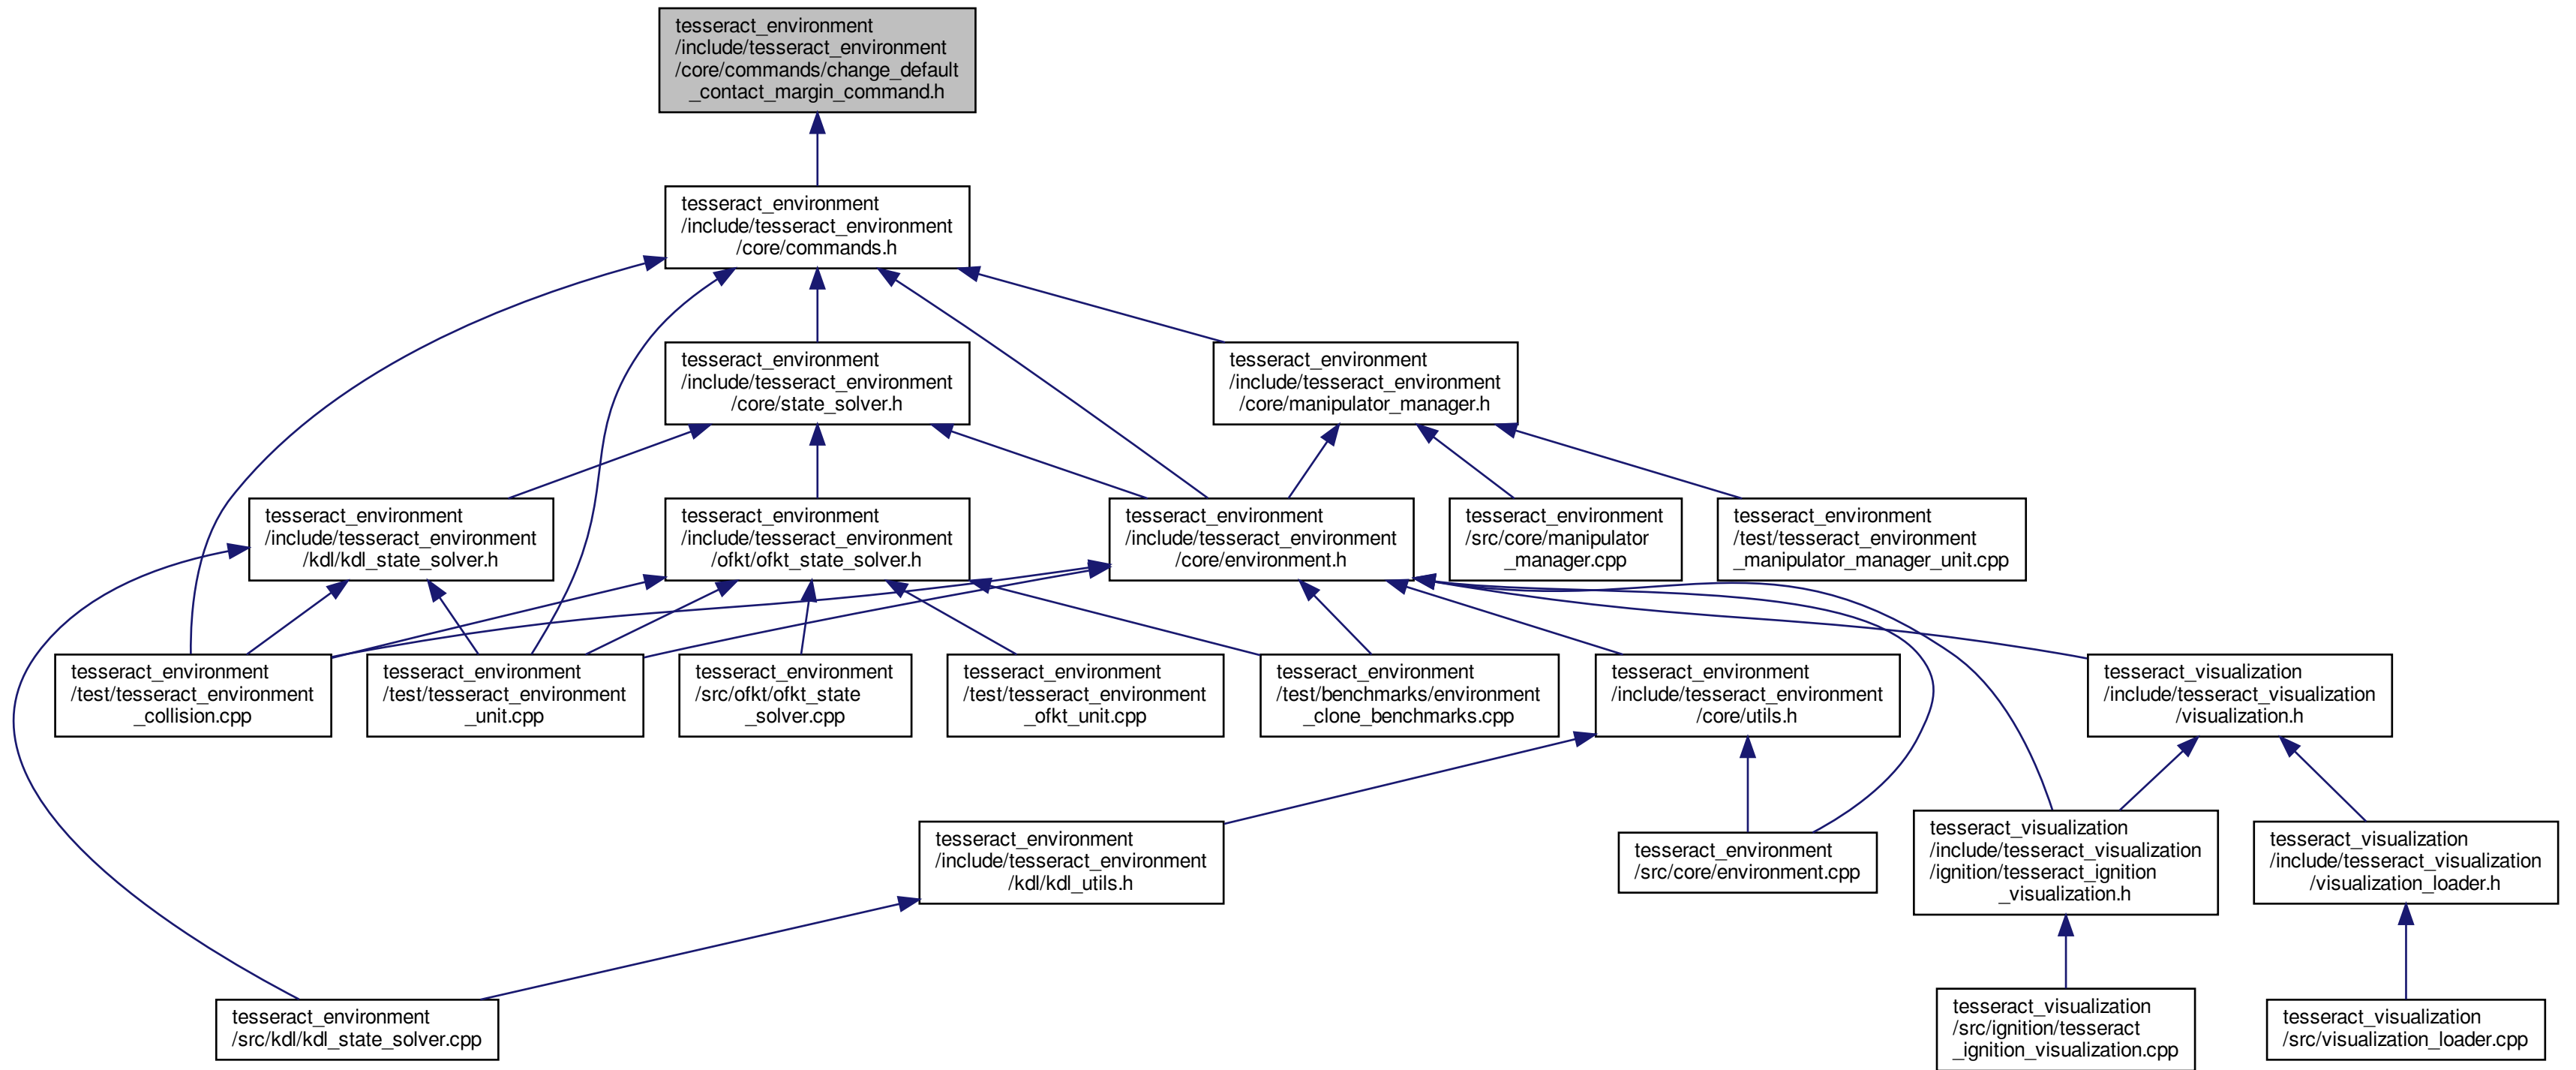 tesseract_environment
/include/tesseract_environment
/core/commands/change_default
_contact_margin_command.h
tesseract_environment
/include/tesseract_environment
/core/commands.h
tesseract_environment
/include/tesseract_environment
/core/state_solver.h
tesseract_environment
/include/tesseract_environment
/core/manipulator_manager.h
tesseract_environment
/include/tesseract_environment
/kdl/kdl_state_solver.h
tesseract_environment
/include/tesseract_environment
/ofkt/ofkt_state_solver.h
tesseract_environment
/include/tesseract_environment
/core/environment.h
tesseract_environment
/src/core/manipulator
_manager.cpp
tesseract_environment
/test/tesseract_environment
_manipulator_manager_unit.cpp
tesseract_environment
/test/tesseract_environment
_collision.cpp
tesseract_environment
/test/tesseract_environment
_unit.cpp
tesseract_environment
/src/ofkt/ofkt_state
_solver.cpp
tesseract_environment
/test/tesseract_environment
_ofkt_unit.cpp
tesseract_environment
/test/benchmarks/environment
_clone_benchmarks.cpp
tesseract_environment
/include/tesseract_environment
/core/utils.h
tesseract_visualization
/include/tesseract_visualization
/visualization.h
tesseract_environment
/include/tesseract_environment
/kdl/kdl_utils.h
tesseract_environment
/src/core/environment.cpp
tesseract_visualization
/include/tesseract_visualization
/ignition/tesseract_ignition
_visualization.h
tesseract_visualization
/include/tesseract_visualization
/visualization_loader.h
tesseract_environment
/src/kdl/kdl_state_solver.cpp
tesseract_visualization
/src/ignition/tesseract
_ignition_visualization.cpp
tesseract_visualization
/src/visualization_loader.cpp